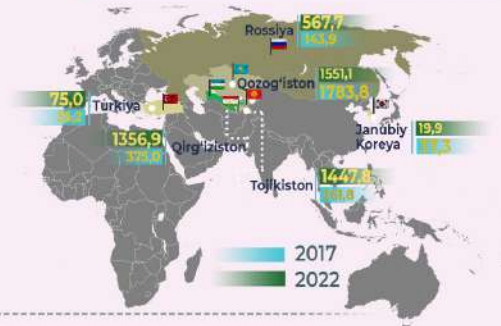 Rossiya
567,7
143,9
Qozog'iston
1551,1
1783,8
75,0
Turkiya
Janubiy
Koreya
19,9
1356,9
375,0
Qirg'iziston
Tojikiston
1447,8
2017
2022